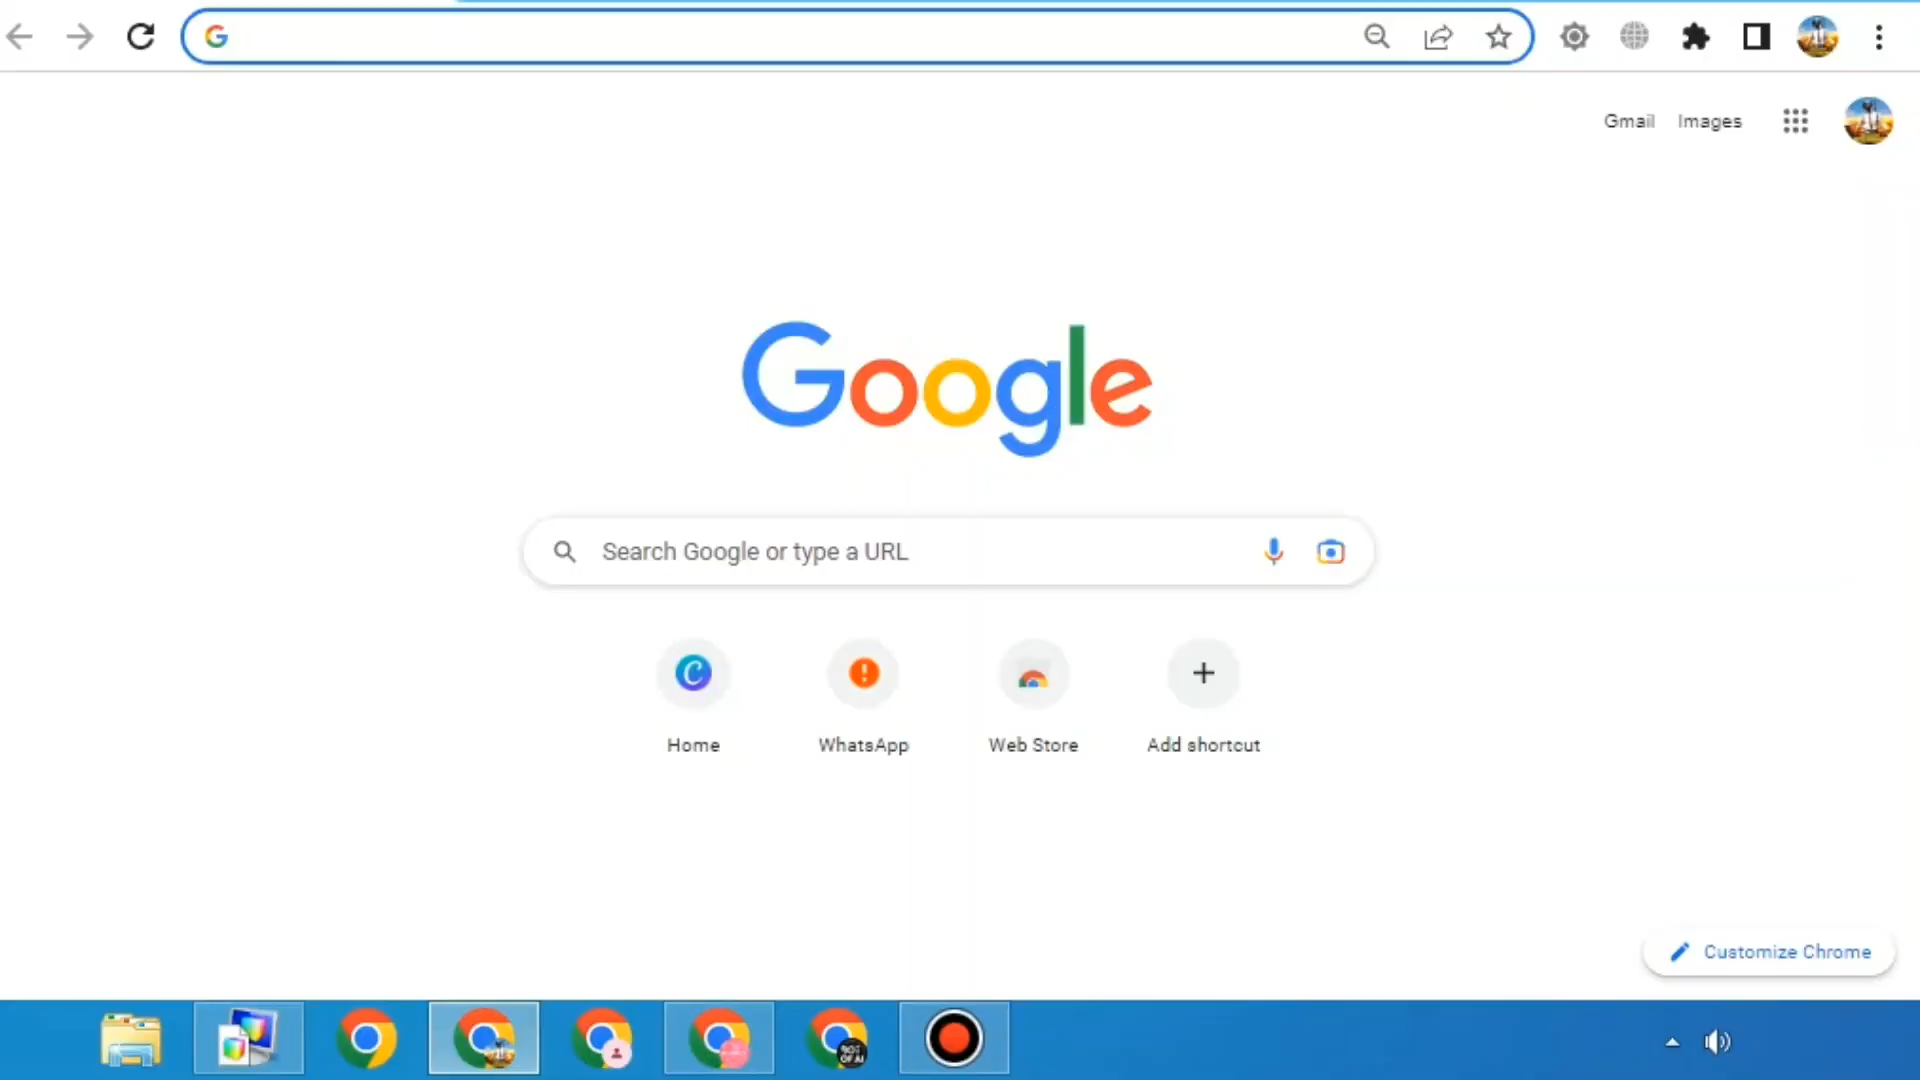 Gmail Images
Google
Search Google or type a URL
Home WhatsApp Web Store Add shortcut
Customize Chrome